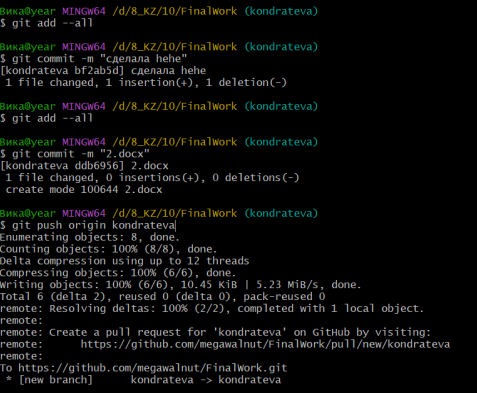 Вика@year MINGW64 /d/8_KZ/10/FinalWork (kondrateva)
$ git add --all
Вика@year MINGW64 /d/8_KZ/10/FinalWork (kondrateva)
$ git commit -m "сделала hehe"
[kondrateva bf2ab5d] сделала hehe
1 file changed, 1 insertion(+), 1 deletion(-)
Вика@year MINGW64 /d/8_KZ/10/FinalWork (kondrateva)
$ git add --all
Вика@year MINGW64 /d/8_KZ/10/FinalWork (kondrateva)
$ git commit -m "2.docx"
[kondrateva ddb6956] 2.docx
1 file changed, 0 insertions(+), 0 deletions(-)
create mode 100644 2.docx
Вика@year MINGW64 /d/8_KZ/10/FinalWork (kondrateva)
$ git push origin kondrateva
Enumerating objects: 8, done.
Counting objects: 100% (8/8), done.
Delta compression using up to 12 threads
Compressing objects: 100% (6/6), done.
Writing objects: 100% (6/6), 10.45 KiB | 5.23 MiB/s, done.
Total 6 (delta 2), reused 0 (delta 0), pack-reused 0
remote: Resolving deltas: 100% (2/2), completed with 1 local object.
remote:
remote: Create a pull request for 'kondrateva' on GitHub by visiting:
remote:      https://github.com/megawalnut/FinalWork/pull/new/kondrateva
remote:
To https://github.com/megawalnut/FinalWork.git
* [new branch]      kondrateva -> kondrateva